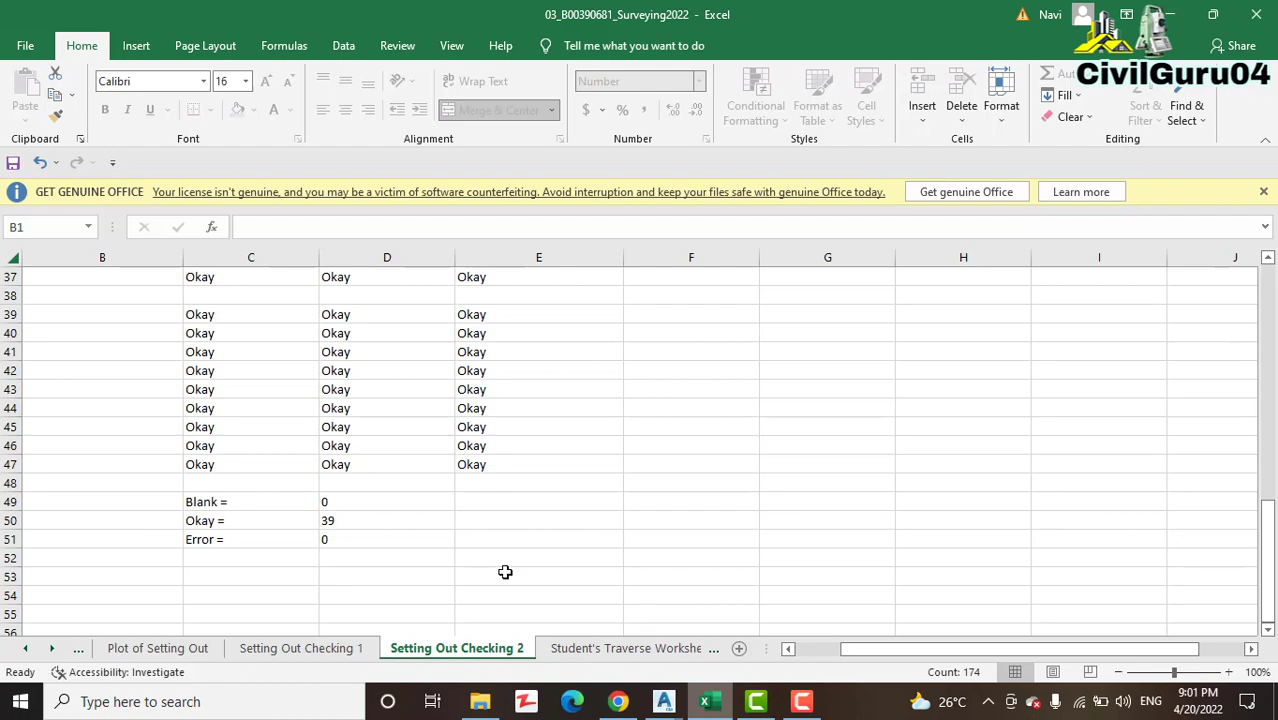 03_B00390681_Surveying2022 - Excel
Navi
File Home Insert Page Layout Formulas Data Review View Help Tell me what you want to do Share
CivilGuru04
Paste
Calibri 16
B I U
Wrap Text
Merge & Center
Number
$ % ,
Conditional Formatting
Format as Table
Cell Styles
Insert Delete Format
Fill
Clear
Sort & Filter
Find & Select
Clipboard Font Alignment Number Styles Cells Editing
GET GENUINE OFFICE Your license isn't genuine, and you may be a victim of software counterfeiting. Avoid interruption and keep your files safe with genuine Office today. Get genuine Office Learn more
B1 fx
B C D E F G H I J
37 Okay Okay Okay
38
39 Okay Okay Okay
40 Okay Okay Okay
41 Okay Okay Okay
42 Okay Okay Okay
43 Okay Okay Okay
44 Okay Okay Okay
45 Okay Okay Okay
46 Okay Okay Okay
47 Okay Okay Okay
48
49 Blank = 0
50 Okay = 39
51 Error = 0
52
53
54
55
56
... Plot of Setting Out Setting Out Checking 1 Setting Out Checking 2 Student's Traverse Workshe ...
Ready Accessibility: Investigate Count: 174 100%
Type here to search 26°C ENG 9:01 PM
4/20/2022